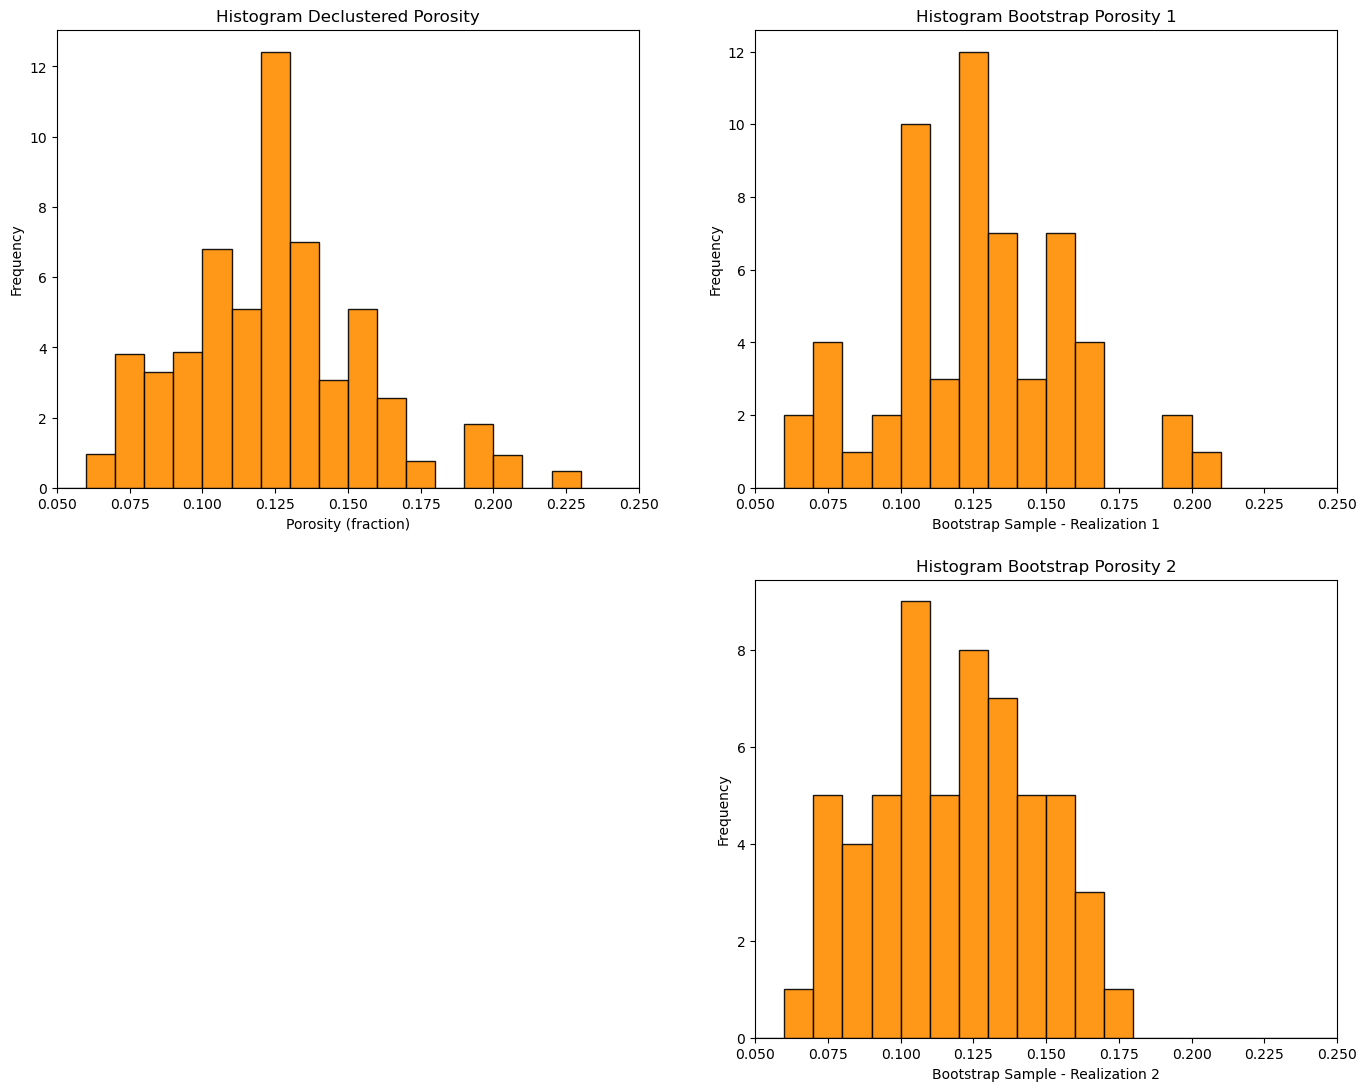 Histogram Declustered Porosity
Frequency
12
10
8
6
4
2
0
0.050 0.075 0.100 0.125 0.150 0.175 0.200 0.225 0.250
Porosity (fraction)
Histogram Bootstrap Porosity 1
Frequency
12
10
8
6
4
2
0
0.050 0.075 0.100 0.125 0.150 0.175 0.200 0.225 0.250
Bootstrap Sample - Realization 1
Histogram Bootstrap Porosity 2
Frequency
8
6
4
2
0
0.050 0.075 0.100 0.125 0.150 0.175 0.200 0.225 0.250
Bootstrap Sample - Realization 2